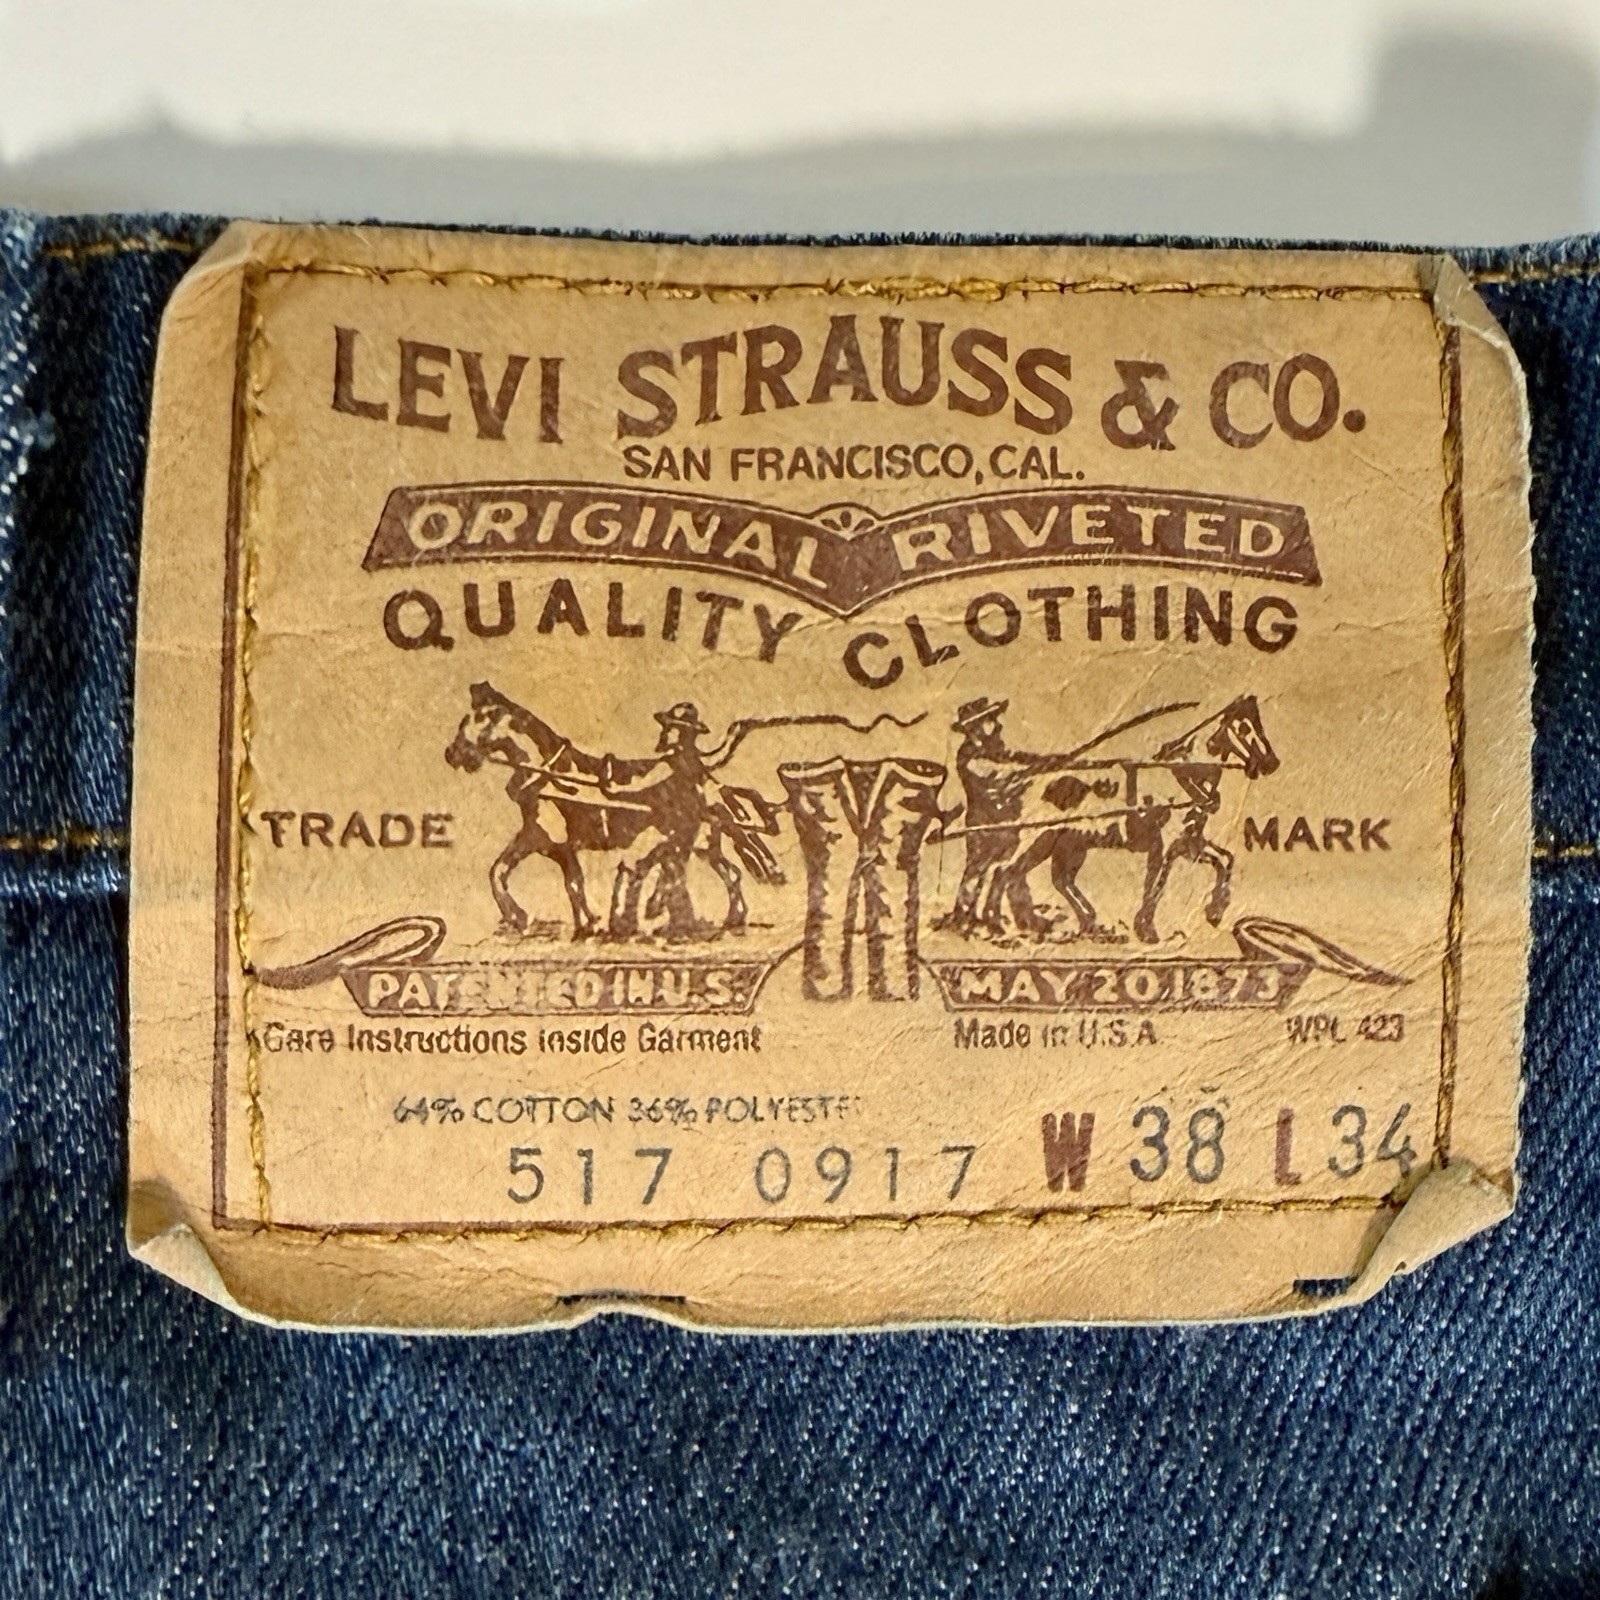 LEVI STRAUSS & CO.
SAN FRANCISCO, CAL.
ORIGINAL RIVETED
QUALITY CLOTHING
TRADE MARK
PATENTED IN U.S. MAY 20 1873
Care Instructions Inside Garment Made in U.S.A. WPL 423
64% COTTON 36% POLYESTER
517 0917 W 38 L 34